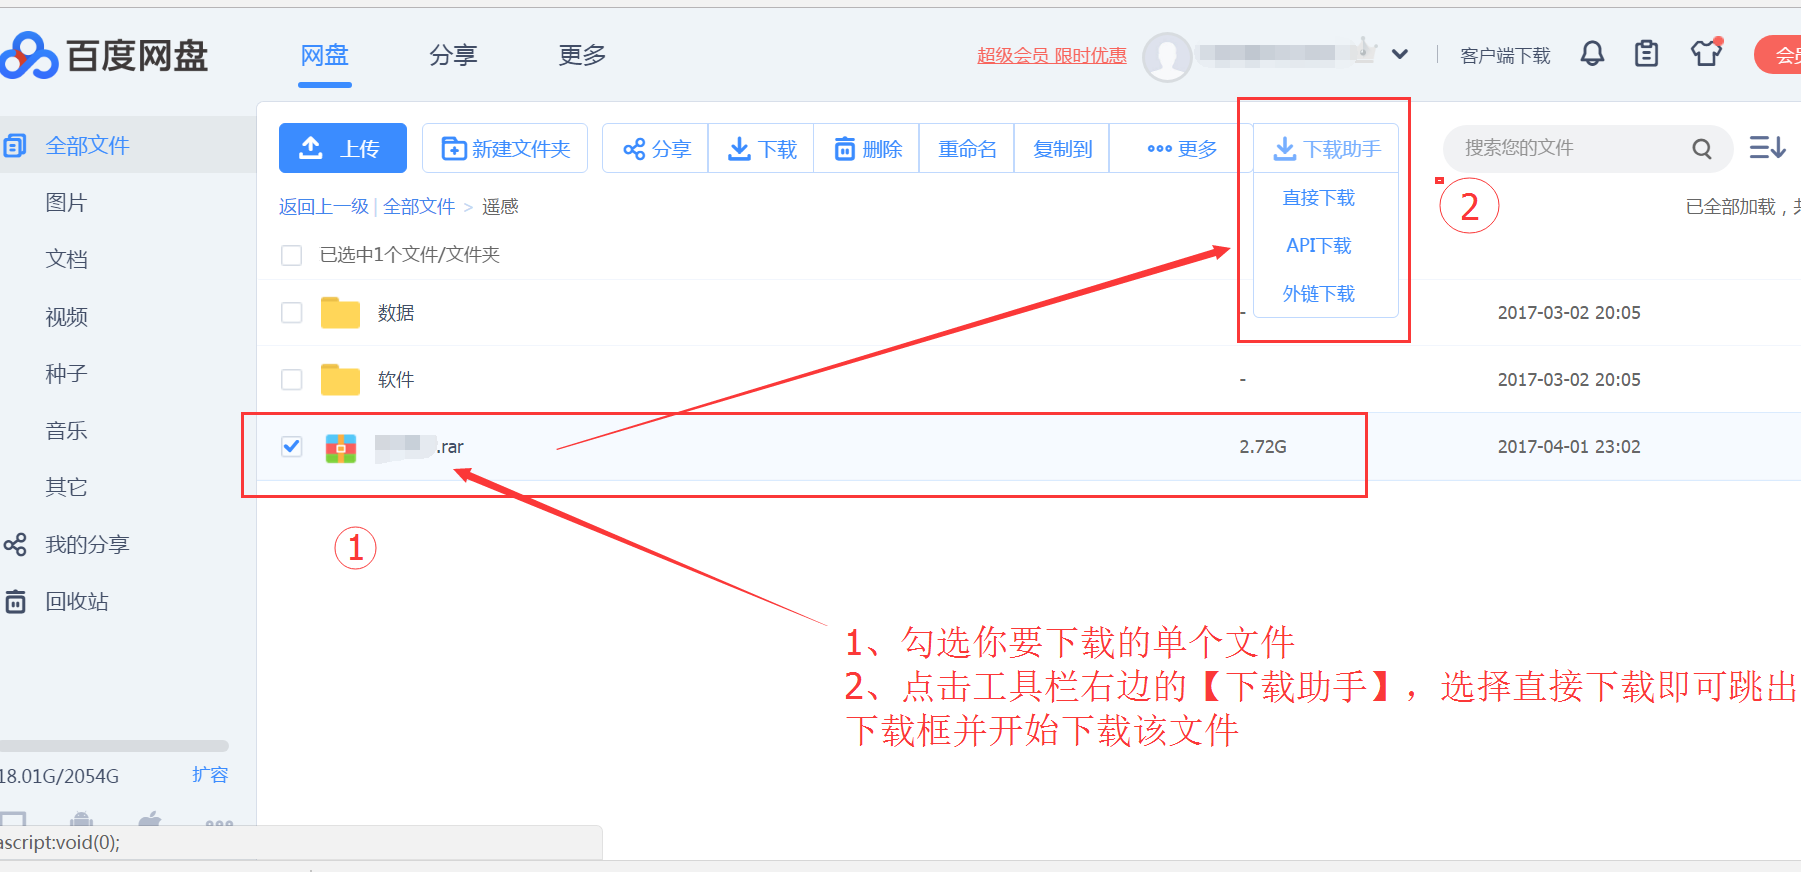 百度网盘
网盘 分享 更多
超级会员 限时优惠
客户端下载
会员
全部文件
图片
文档
视频
种子
音乐
其它
我的分享
回收站
18.01G/2054G 扩容
ascript:void(0);
上传 新建文件夹 分享 下载 删除 重命名 复制到 更多 下载助手
搜索您的文件
直接下载
API下载
外链下载
②
返回上一级 | 全部文件 > 遥感
已全部加载，共
已选中1个文件/文件夹
数据 - 2017-03-02 20:05
软件 - 2017-03-02 20:05
.rar 2.72G 2017-04-01 23:02
①
1、勾选你要下载的单个文件
2、点击工具栏右边的【下载助手】，选择直接下载即可跳出
下载框并开始下载该文件